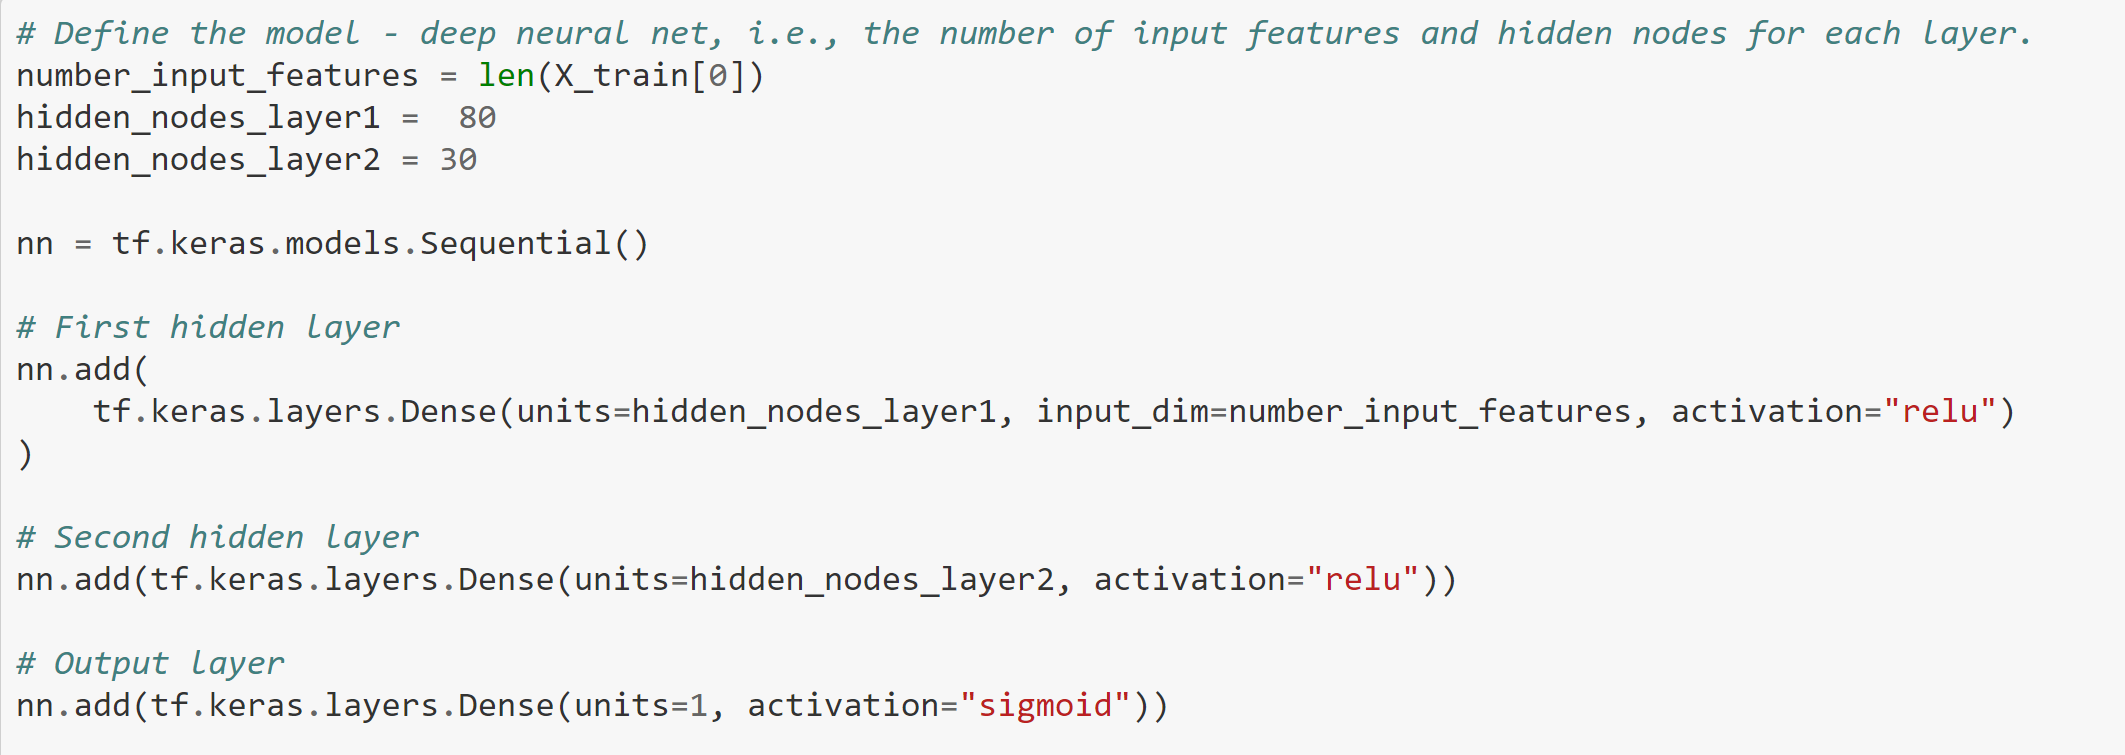 # Define the model - deep neural net, i.e., the number of input features and hidden nodes for each layer.
number_input_features = len(X_train[0])
hidden_nodes_layer1 =  80
hidden_nodes_layer2 = 30

nn = tf.keras.models.Sequential()

# First hidden layer
nn.add(
    tf.keras.layers.Dense(units=hidden_nodes_layer1, input_dim=number_input_features, activation="relu")
)

# Second hidden layer
nn.add(tf.keras.layers.Dense(units=hidden_nodes_layer2, activation="relu"))

# Output layer
nn.add(tf.keras.layers.Dense(units=1, activation="sigmoid"))